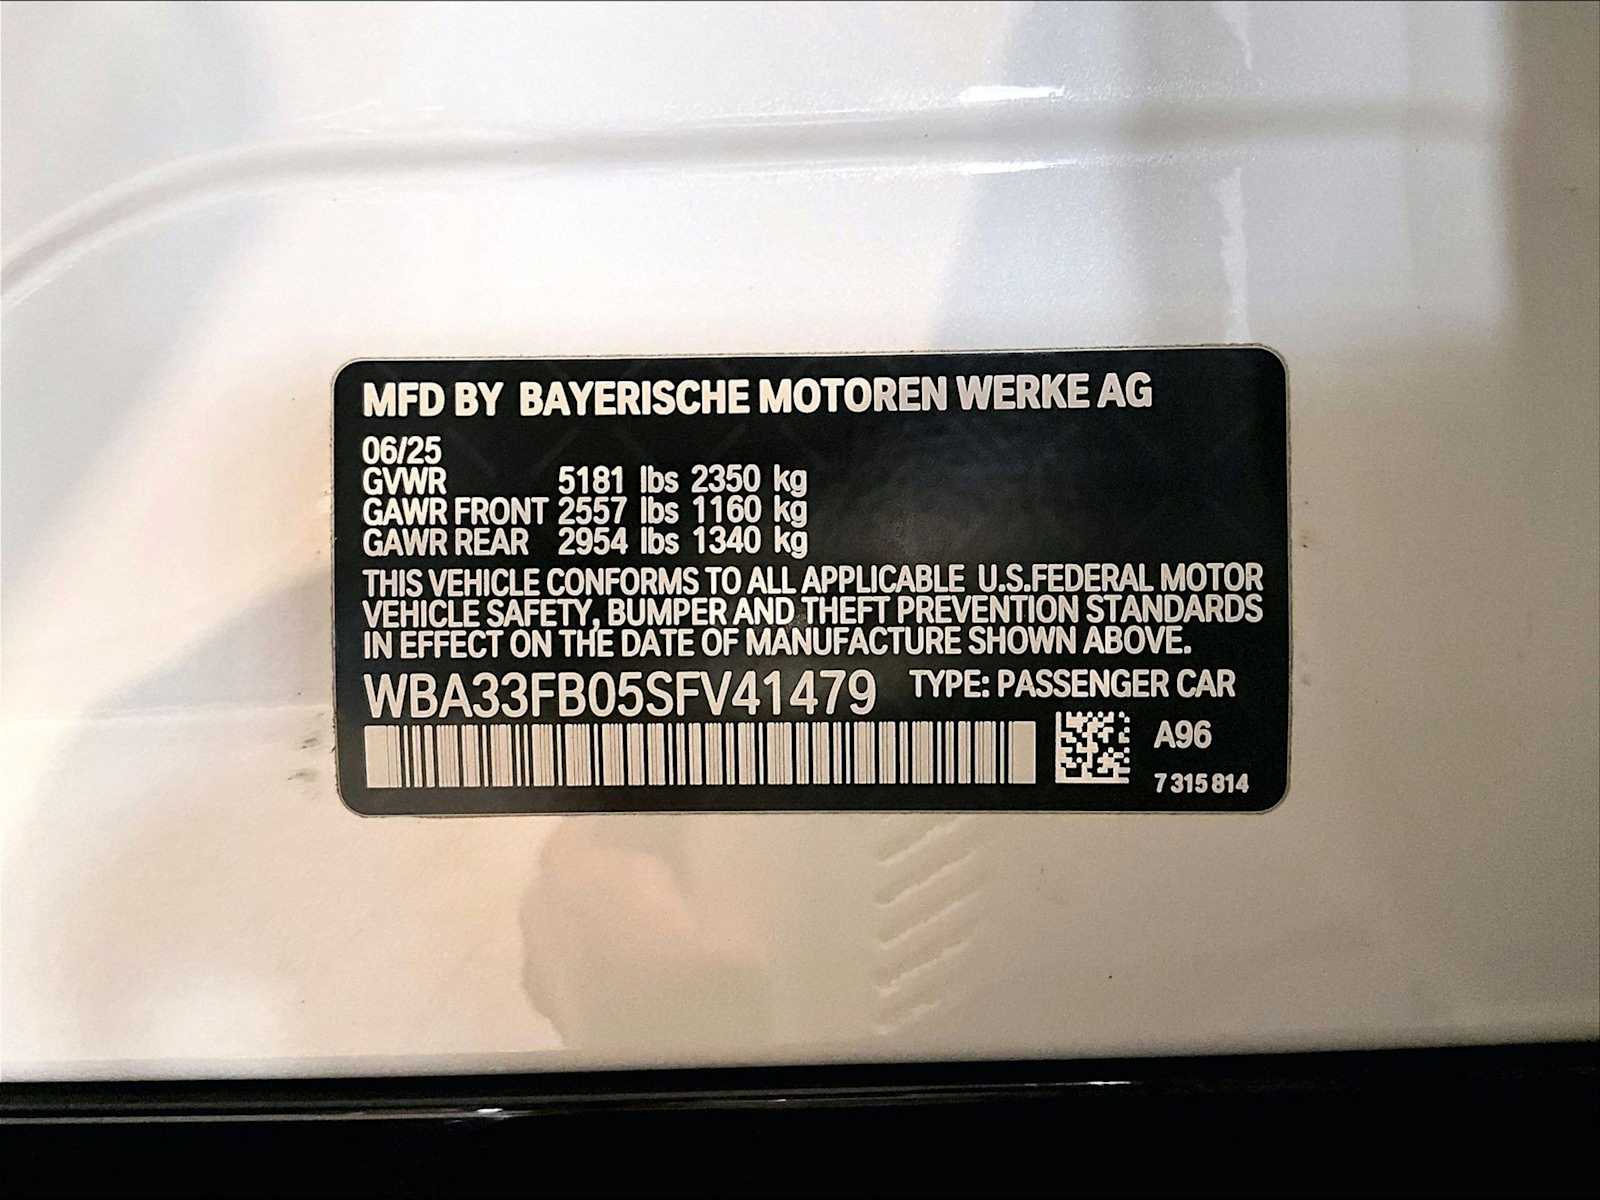 MFD BY BAYERISCHE MOTOREN WERKE AG
06/25
GVWR 5181 lbs 2350 kg
GAWR FRONT 2557 lbs 1160 kg
GAWR REAR 2954 lbs 1340 kg
THIS VEHICLE CONFORMS TO ALL APPLICABLE U.S.FEDERAL MOTOR
VEHICLE SAFETY, BUMPER AND THEFT PREVENTION STANDARDS
IN EFFECT ON THE DATE OF MANUFACTURE SHOWN ABOVE.
WBA33FB05SFV41479 TYPE: PASSENGER CAR
A96
7 315 814